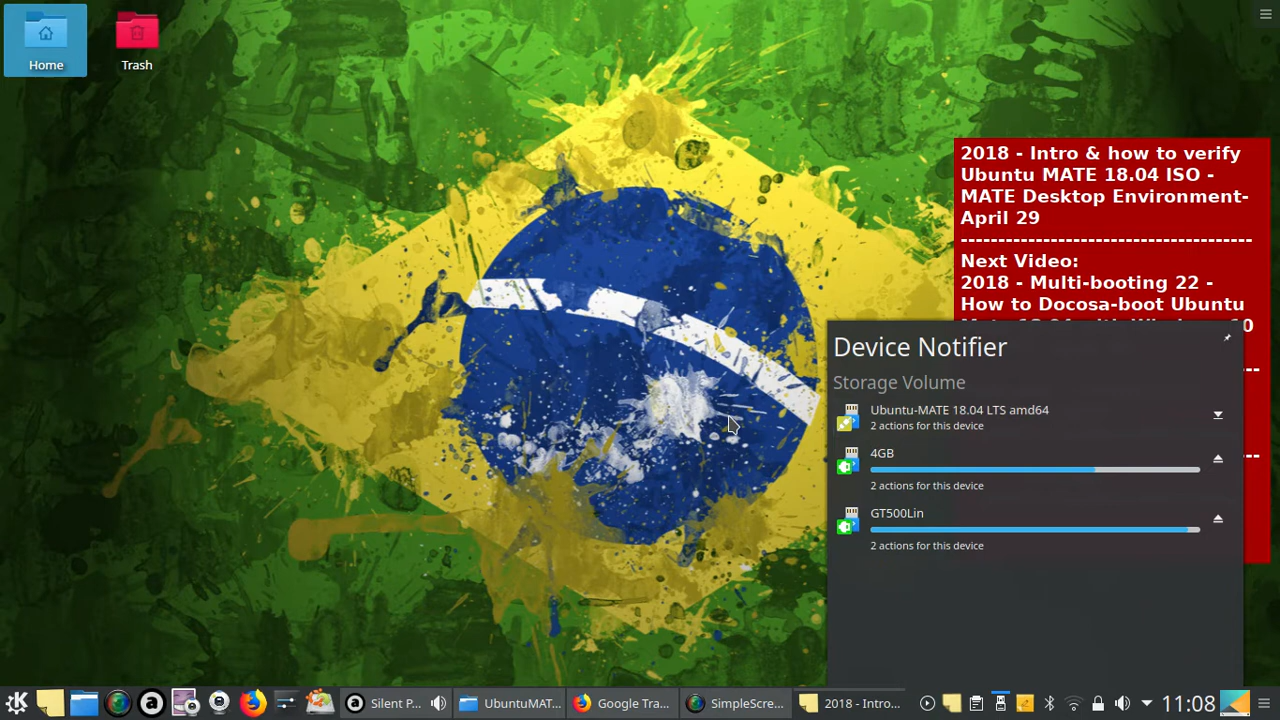 Home
Trash
2018 - Intro & how to verify
Ubuntu MATE 18.04 ISO -
MATE Desktop Environment-
April 29
---------------------------------------
Next Video:
2018 - Multi-booting 22 -
How to Docosa-boot Ubuntu
Device Notifier
Storage Volume
Ubuntu-MATE 18.04 LTS amd64
2 actions for this device
4GB
2 actions for this device
GT500Lin
2 actions for this device
Silent P...
UbuntuMAT...
Google Tra...
SimpleScre...
2018 - Intro...
11:08